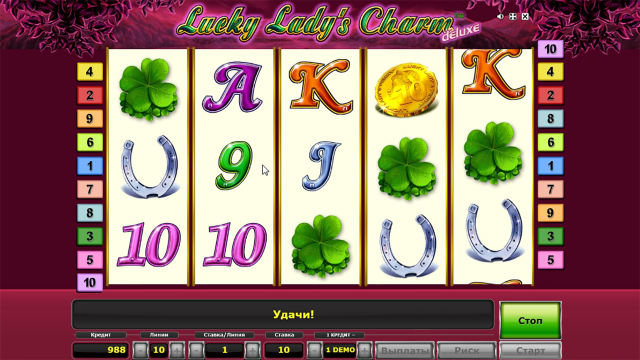 Lucky Lady's Charm
deluxe
10
4 A K K 4
2 2
9 8
6 9 J 6
1 1
7 7
8 9
3 10 10 3
5 5
10
Удачи!
Стоп
Кредит Линии Ставка/Линия Ставка 1 КРЕДИТ =
988 10 1 10 1 DEMO Выплаты Риск Старт